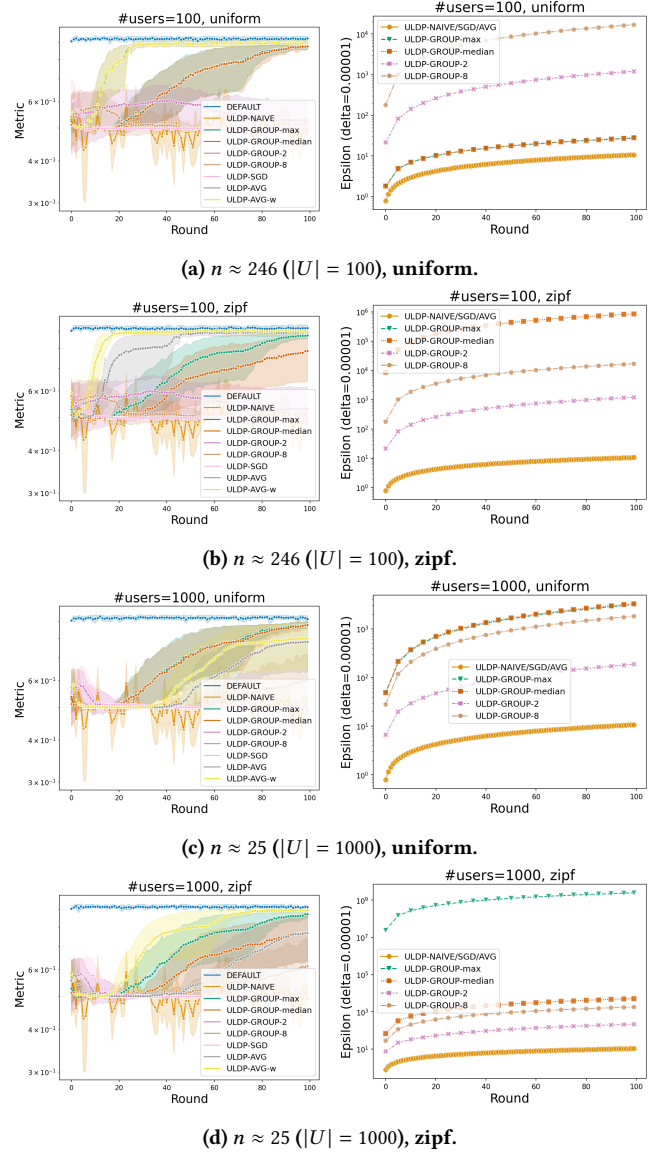 #users=100, uniform
Metric
6 × 10⁻¹
4 × 10⁻¹
3 × 10⁻¹
0 20 40 60 80 100
Round
DEFAULT
ULDP-NAIVE
ULDP-GROUP-max
ULDP-GROUP-median
ULDP-GROUP-2
ULDP-GROUP-8
ULDP-SGD
ULDP-AVG
ULDP-AVG-w
#users=100, uniform
Epsilon (delta=0.00001)
10⁴
10³
10²
10¹
10⁰
0 20 40 60 80 100
Round
ULDP-NAIVE/SGD/AVG
ULDP-GROUP-max
ULDP-GROUP-median
ULDP-GROUP-2
ULDP-GROUP-8
(a) n ≈ 246 (|U| = 100), uniform.
#users=100, zipf
Metric
6 × 10⁻¹
4 × 10⁻¹
3 × 10⁻¹
0 20 40 60 80 100
Round
DEFAULT
ULDP-NAIVE
ULDP-GROUP-max
ULDP-GROUP-median
ULDP-GROUP-2
ULDP-GROUP-8
ULDP-SGD
ULDP-AVG
ULDP-AVG-w
#users=100, zipf
Epsilon (delta=0.00001)
10⁶
10⁵
10⁴
10³
10²
10¹
10⁰
0 20 40 60 80 100
Round
ULDP-NAIVE/SGD/AVG
ULDP-GROUP-max
ULDP-GROUP-median
ULDP-GROUP-2
ULDP-GROUP-8
(b) n ≈ 246 (|U| = 100), zipf.
#users=1000, uniform
Metric
6 × 10⁻¹
4 × 10⁻¹
3 × 10⁻¹
0 20 40 60 80 100
Round
DEFAULT
ULDP-NAIVE
ULDP-GROUP-max
ULDP-GROUP-median
ULDP-GROUP-2
ULDP-GROUP-8
ULDP-SGD
ULDP-AVG
ULDP-AVG-w
#users=1000, uniform
Epsilon (delta=0.00001)
10³
10²
10¹
10⁰
0 20 40 60 80 100
Round
ULDP-NAIVE/SGD/AVG
ULDP-GROUP-max
ULDP-GROUP-median
ULDP-GROUP-2
ULDP-GROUP-8
(c) n ≈ 25 (|U| = 1000), uniform.
#users=1000, zipf
Metric
6 × 10⁻¹
4 × 10⁻¹
3 × 10⁻¹
0 20 40 60 80 100
Round
DEFAULT
ULDP-NAIVE
ULDP-GROUP-max
ULDP-GROUP-median
ULDP-GROUP-2
ULDP-GROUP-8
ULDP-SGD
ULDP-AVG
ULDP-AVG-w
#users=1000, zipf
Epsilon (delta=0.00001)
10⁹
10⁷
10⁵
10³
10¹
0 20 40 60 80 100
Round
ULDP-NAIVE/SGD/AVG
ULDP-GROUP-max
ULDP-GROUP-median
ULDP-GROUP-2
ULDP-GROUP-8
(d) n ≈ 25 (|U| = 1000), zipf.